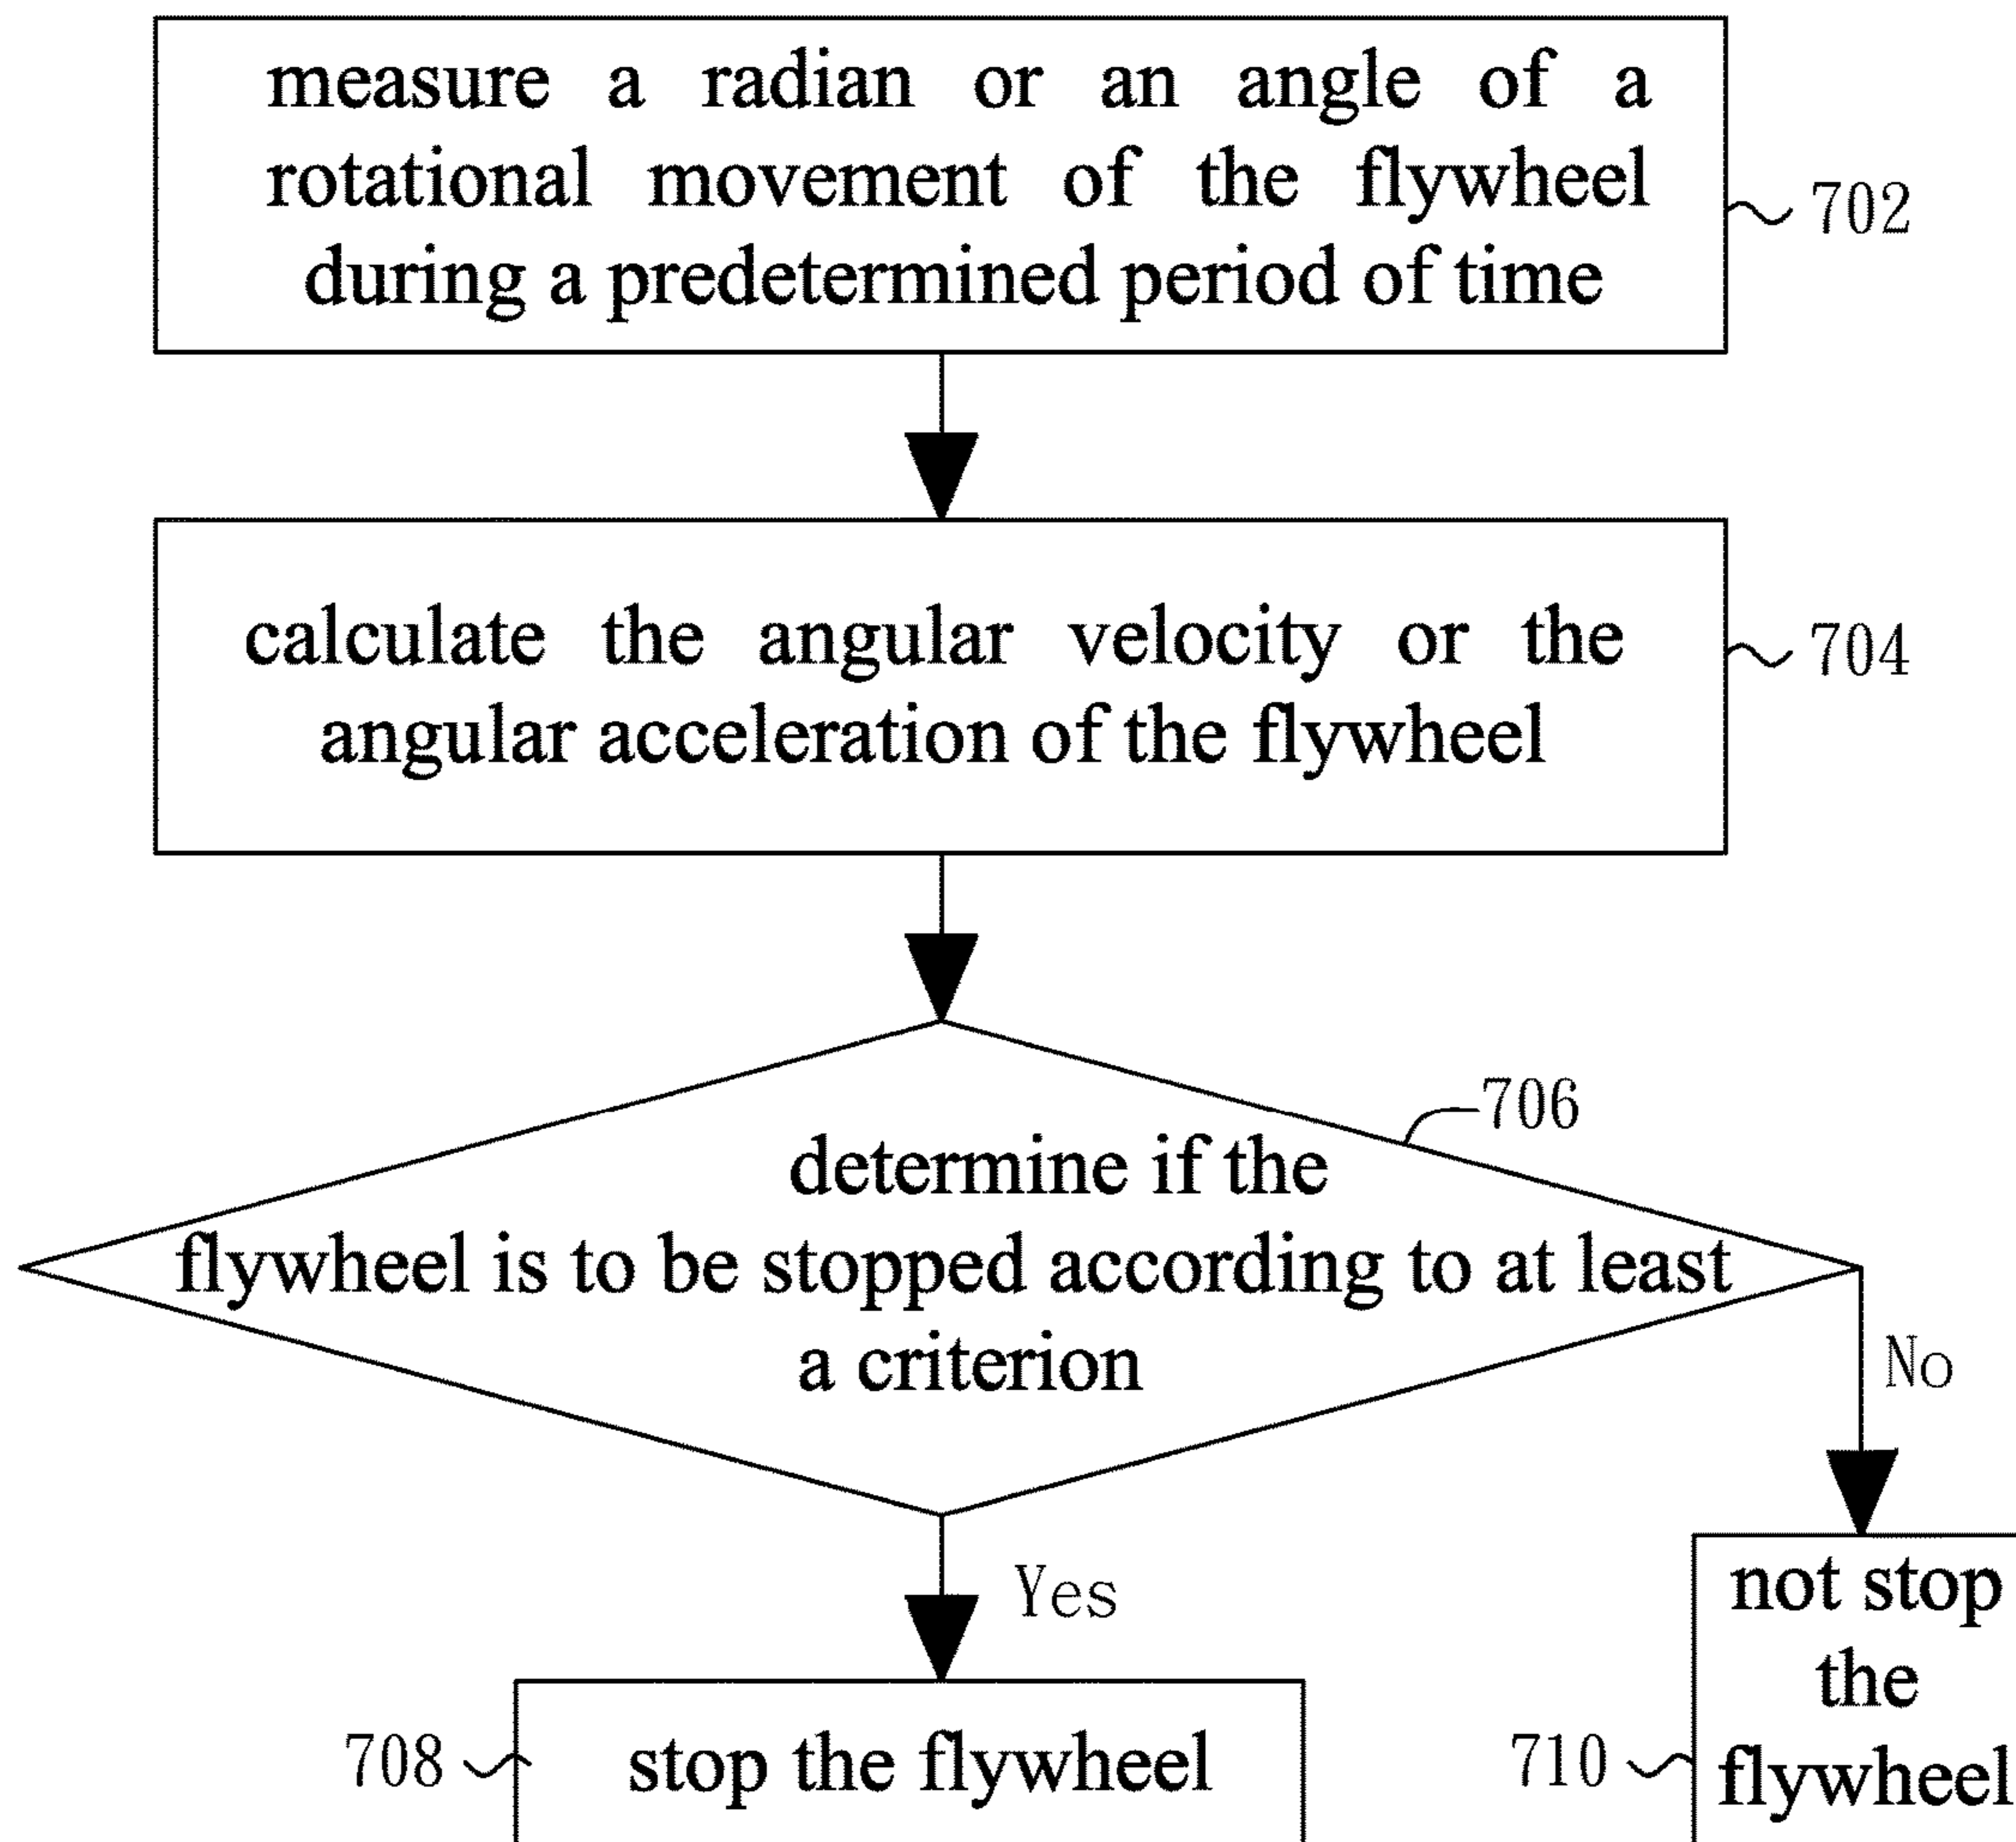 measure a radian or an angle of a
rotational movement of the flywheel
during a predetermined period of time
702
calculate the angular velocity or the
angular acceleration of the flywheel
704
706
determine if the
flywheel is to be stopped according to at least
a criterion
No
Yes
not stop
the
flywheel
708
stop the flywheel
710